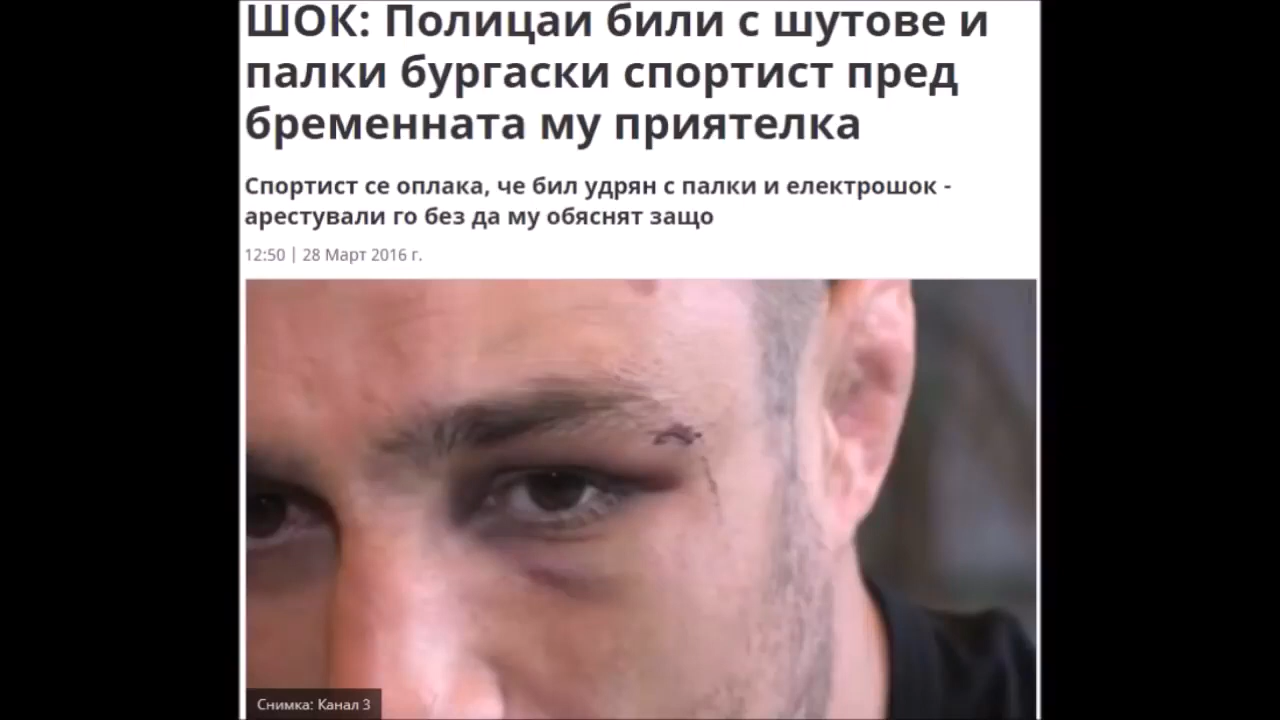 ШОК: Полицаи били с шутове и
палки бургаски спортист пред
бременната му приятелка
Спортист се оплака, че бил удрян с палки и електрошок -
арестували го без да му обяснят защо
12:50 | 28 Март 2016 г.
Снимка: Канал 3